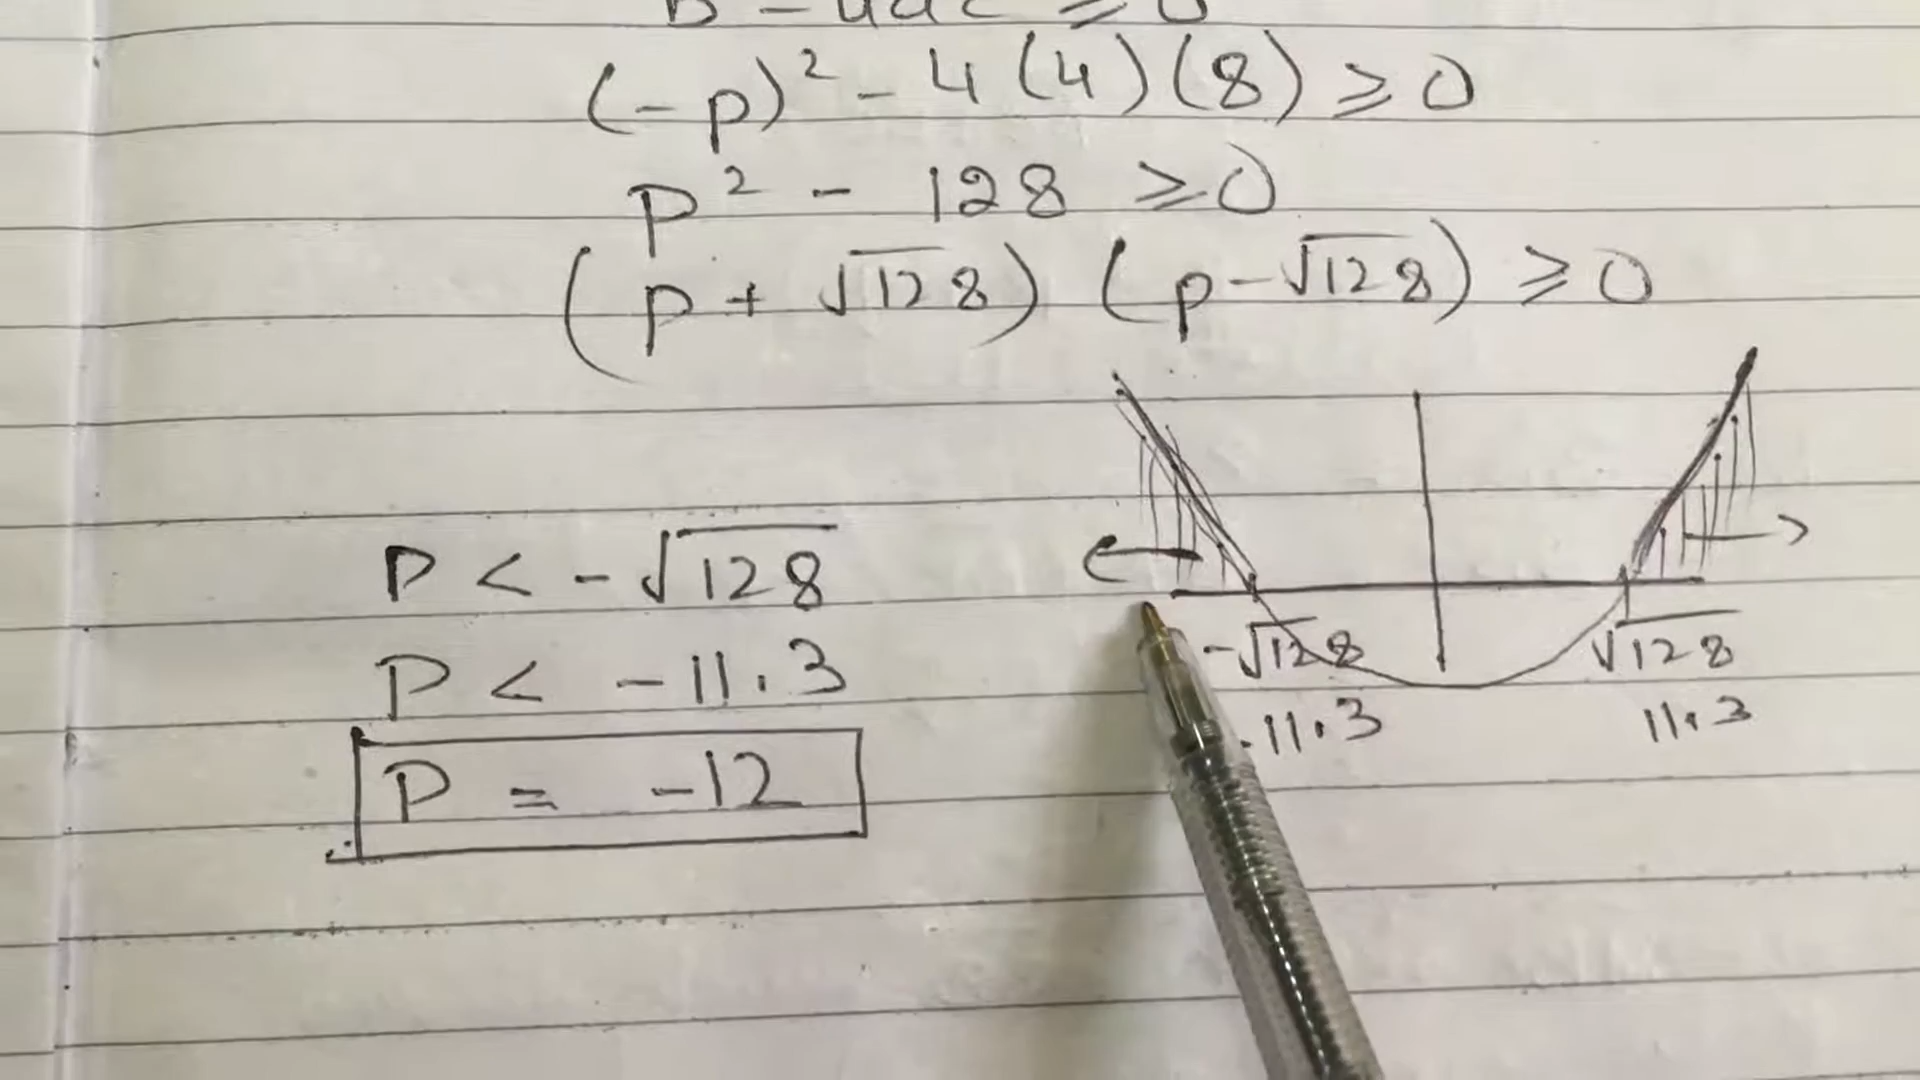 (-p)² - 4(4)(8) ≥ 0
p² - 128 ≥ 0
(p + √128) (p - √128) ≥ 0
P < -√128
P < -11.3
P = -12
-√128
√128
-11.3
11.3